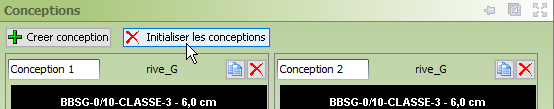 Conceptions
Creer conception Initialiser les conceptions
Conception 1 rive_G Conception 2 rive_G
BBSG-0/10-CLASSE-3 - 6,0 cm BBSG-0/10-CLASSE-3 - 6,0 cm